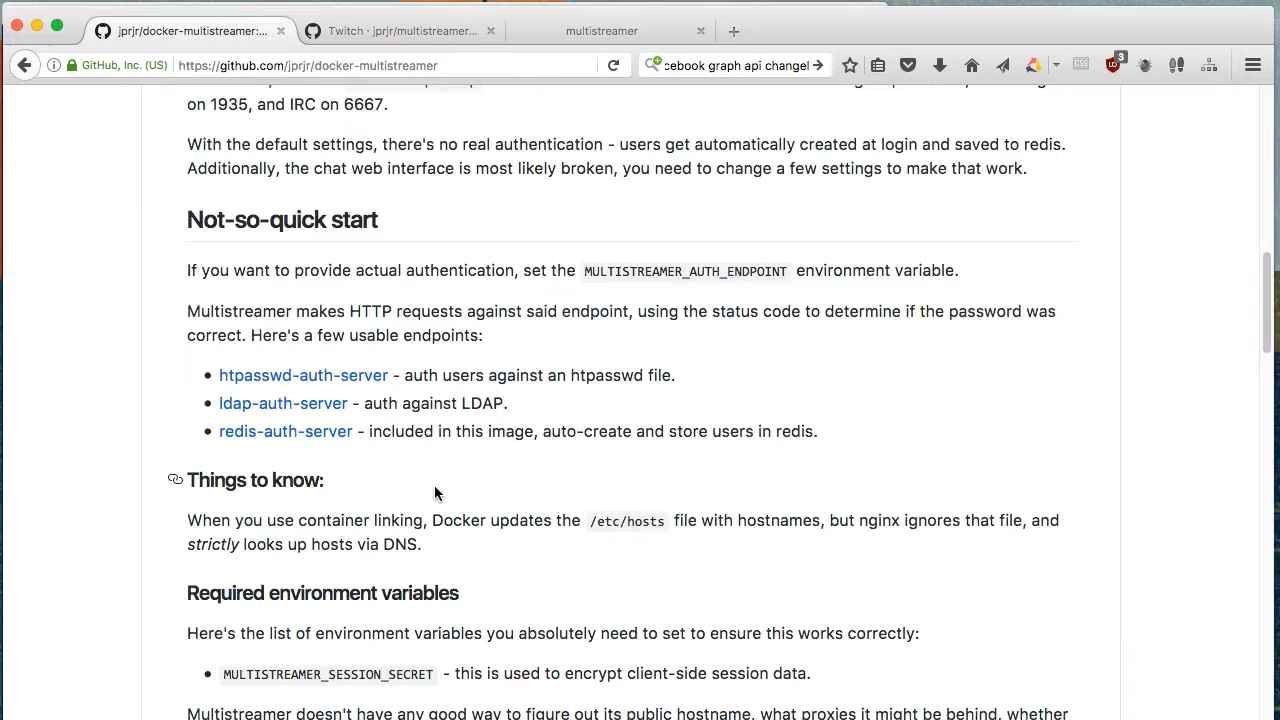 jprjr/docker-multistreamer:...
Twitch · jprjr/multistreamer...
multistreamer
GitHub, Inc. (US)
https://github.com/jprjr/docker-multistreamer
cebook graph api changel
3
on 1935, and IRC on 6667.
With the default settings, there's no real authentication - users get automatically created at login and saved to redis.
Additionally, the chat web interface is most likely broken, you need to change a few settings to make that work.
Not-so-quick start
If you want to provide actual authentication, set the MULTISTREAMER_AUTH_ENDPOINT environment variable.
Multistreamer makes HTTP requests against said endpoint, using the status code to determine if the password was
correct. Here's a few usable endpoints:
• htpasswd-auth-server - auth users against an htpasswd file.
• ldap-auth-server - auth against LDAP.
• redis-auth-server - included in this image, auto-create and store users in redis.
Things to know:
When you use container linking, Docker updates the /etc/hosts file with hostnames, but nginx ignores that file, and
strictly looks up hosts via DNS.
Required environment variables
Here's the list of environment variables you absolutely need to set to ensure this works correctly:
• MULTISTREAMER_SESSION_SECRET - this is used to encrypt client-side session data.
Multistreamer doesn't have any good way to figure out its public hostname, what proxies it might be behind, whether